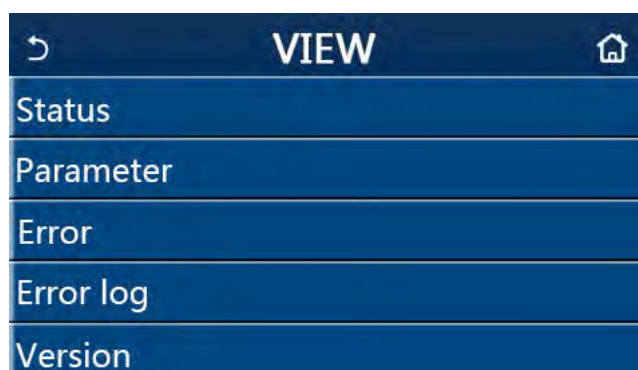 VIEW
Status
Parameter
Error
Error log
Version